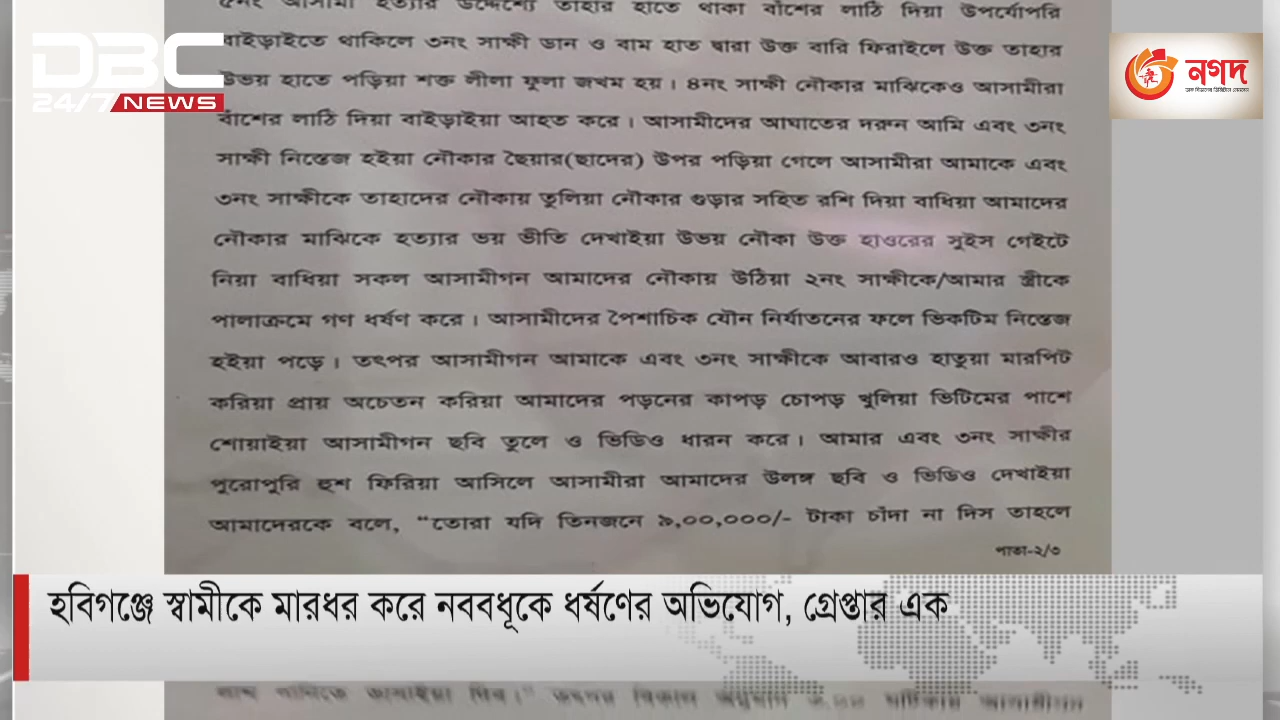 ৫নং আসামী হত্যার উদ্দেশ্যে তাহার হাতে থাকা বাঁশের লাঠি দিয়া উপর্যোপরি
বাইড়াইতে থাকিলে ৩নং সাক্ষী ডান ও বাম হাত দ্বারা উক্ত বারি ফিরাইলে উক্ত তাহার
উভয় হাতে পড়িয়া শক্ত লীলা ফুলা জখম হয়। ৪নং সাক্ষী নৌকার মাঝিকেও আসামীরা
বাঁশের লাঠি দিয়া বাইড়াইয়া আহত করে। আসামীদের আঘাতের দরুন আমি এবং ৩নং
সাক্ষী নিস্তেজ হইয়া নৌকার ছৈয়ার(ছাদের) উপর পড়িয়া গেলে আসামীরা আমাকে এবং
৩নং সাক্ষীকে তাহাদের নৌকায় তুলিয়া নৌকার গুড়ার সহিত রশি দিয়া বাধিয়া আমাদের
নৌকার মাঝিকে হত্যার ভয় ভীতি দেখাইয়া উভয় নৌকা উক্ত হাওরের সুইস গেইটে
নিয়া বাধিয়া সকল আসামীগন আমাদের নৌকায় উঠিয়া ২নং সাক্ষীকে/আমার স্ত্রীকে
পালাক্রমে গণ ধর্ষণ করে। আসামীদের পৈশাচিক যৌন নির্যাতনের ফলে ভিকটিম নিস্তেজ
হইয়া পড়ে। তৎপর আসামীগন আমাকে এবং ৩নং সাক্ষীকে আবারও হাতুয়া মারপিট
করিয়া প্রায় অচেতন করিয়া আমাদের পড়নের কাপড় চোপড় খুলিয়া ভিটিমের পাশে
শোয়াইয়া আসামীগন ছবি তুলে ও ভিডিও ধারন করে। আমার এবং ৩নং সাক্ষীর
পুরোপুরি হুশ ফিরিয়া আসিলে আসামীরা আমাদের উলঙ্গ ছবি ও ভিডিও দেখাইয়া
আমাদেরকে বলে, “তোরা যদি তিনজনে ৯,০০,০০০/- টাকা চাঁদা না দিস তাহলে
পাতা-২/৩
DBC
24/7 NEWS
নগদ
হবিগঞ্জে স্বামীকে মারধর করে নববধূকে ধর্ষণের অভিযোগ, গ্রেপ্তার এক